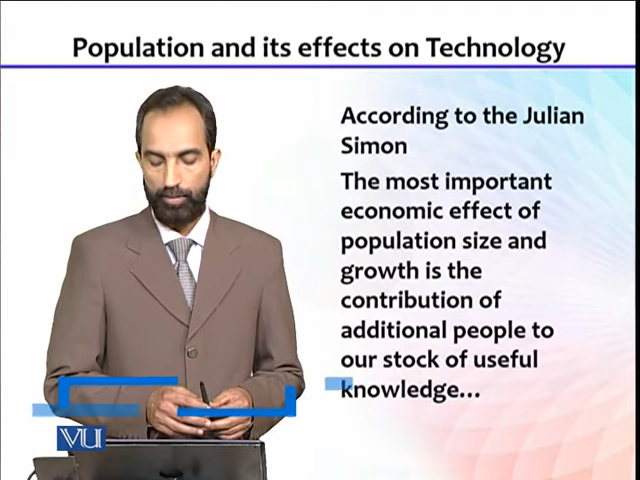 Population and its effects on Technology
According to the Julian
Simon
The most important
economic effect of
population size and
growth is the
contribution of
additional people to
our stock of useful
knowledge...
VU